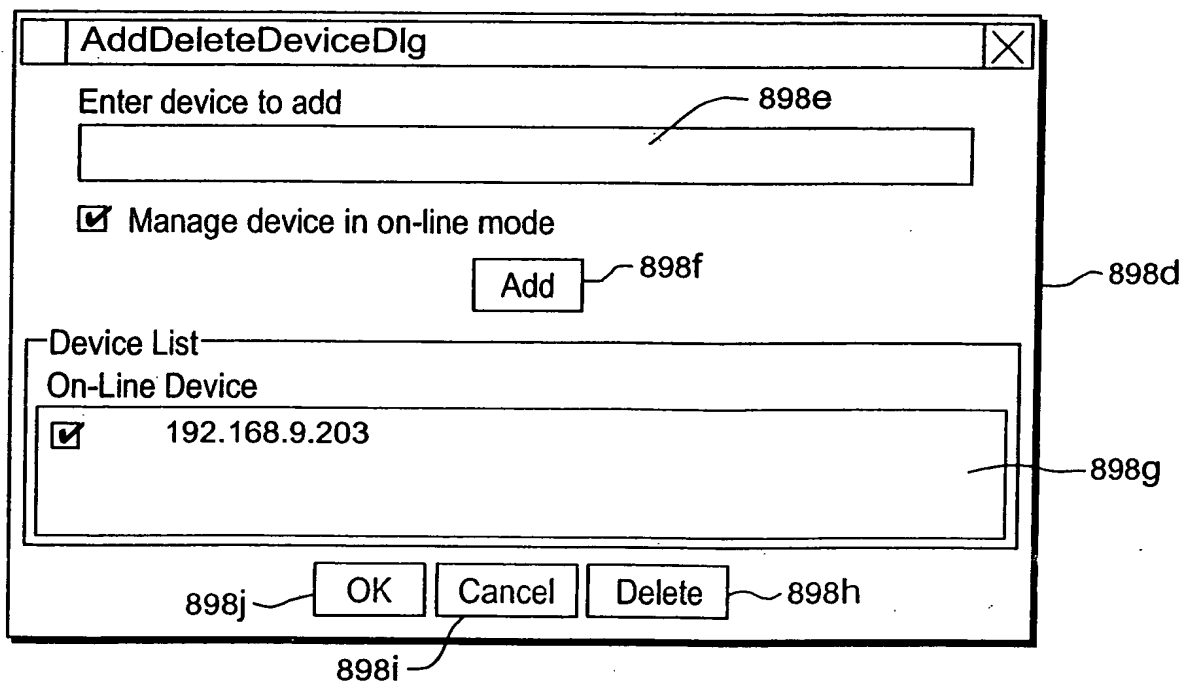 AddDeleteDeviceDlg
Enter device to add
898e
Manage device in on-line mode
Add
898f
898d
Device List
On-Line Device
192.168.9.203
898g
898j
OK
Cancel
Delete
898h
898i